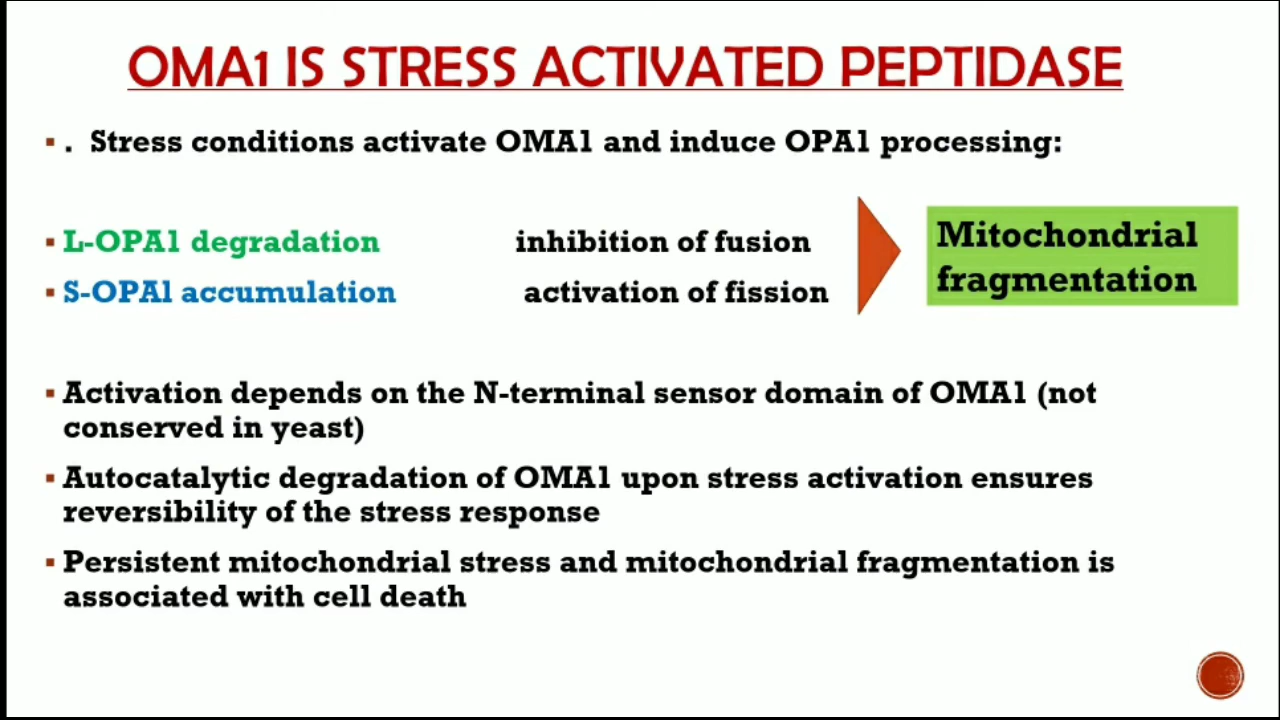 OMA1 IS STRESS ACTIVATED PEPTIDASE
. Stress conditions activate OMA1 and induce OPA1 processing:
L-OPA1 degradation inhibition of fusion
S-OPA1 accumulation activation of fission
Mitochondrial
fragmentation
Activation depends on the N-terminal sensor domain of OMA1 (not
conserved in yeast)
Autocatalytic degradation of OMA1 upon stress activation ensures
reversibility of the stress response
Persistent mitochondrial stress and mitochondrial fragmentation is
associated with cell death